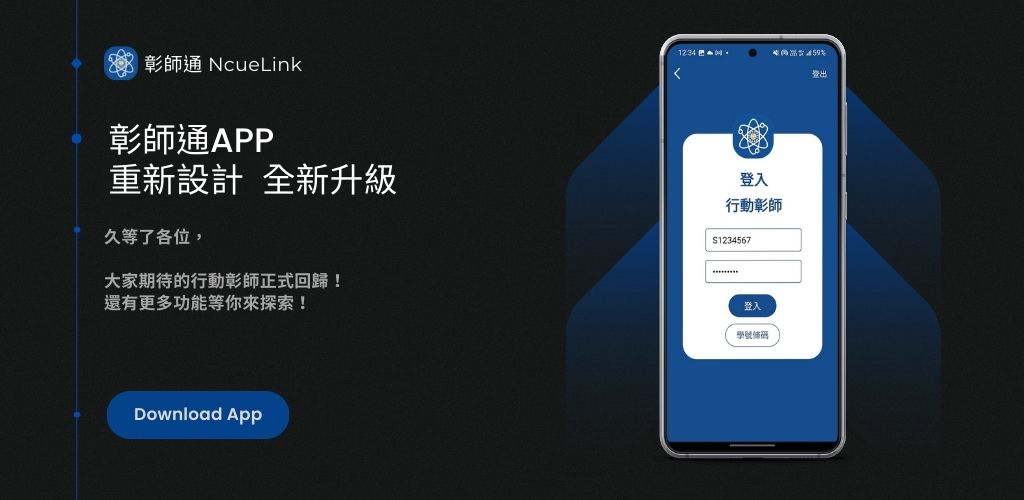 彰師通 NcueLink
彰師通APP
重新設計 全新升級
久等了各位，
大家期待的行動彰師正式回歸！
還有更多功能等你來探索！
Download App
12:34
59%
登出
登入
行動彰師
S1234567
•••••••••
登入
學號條碼